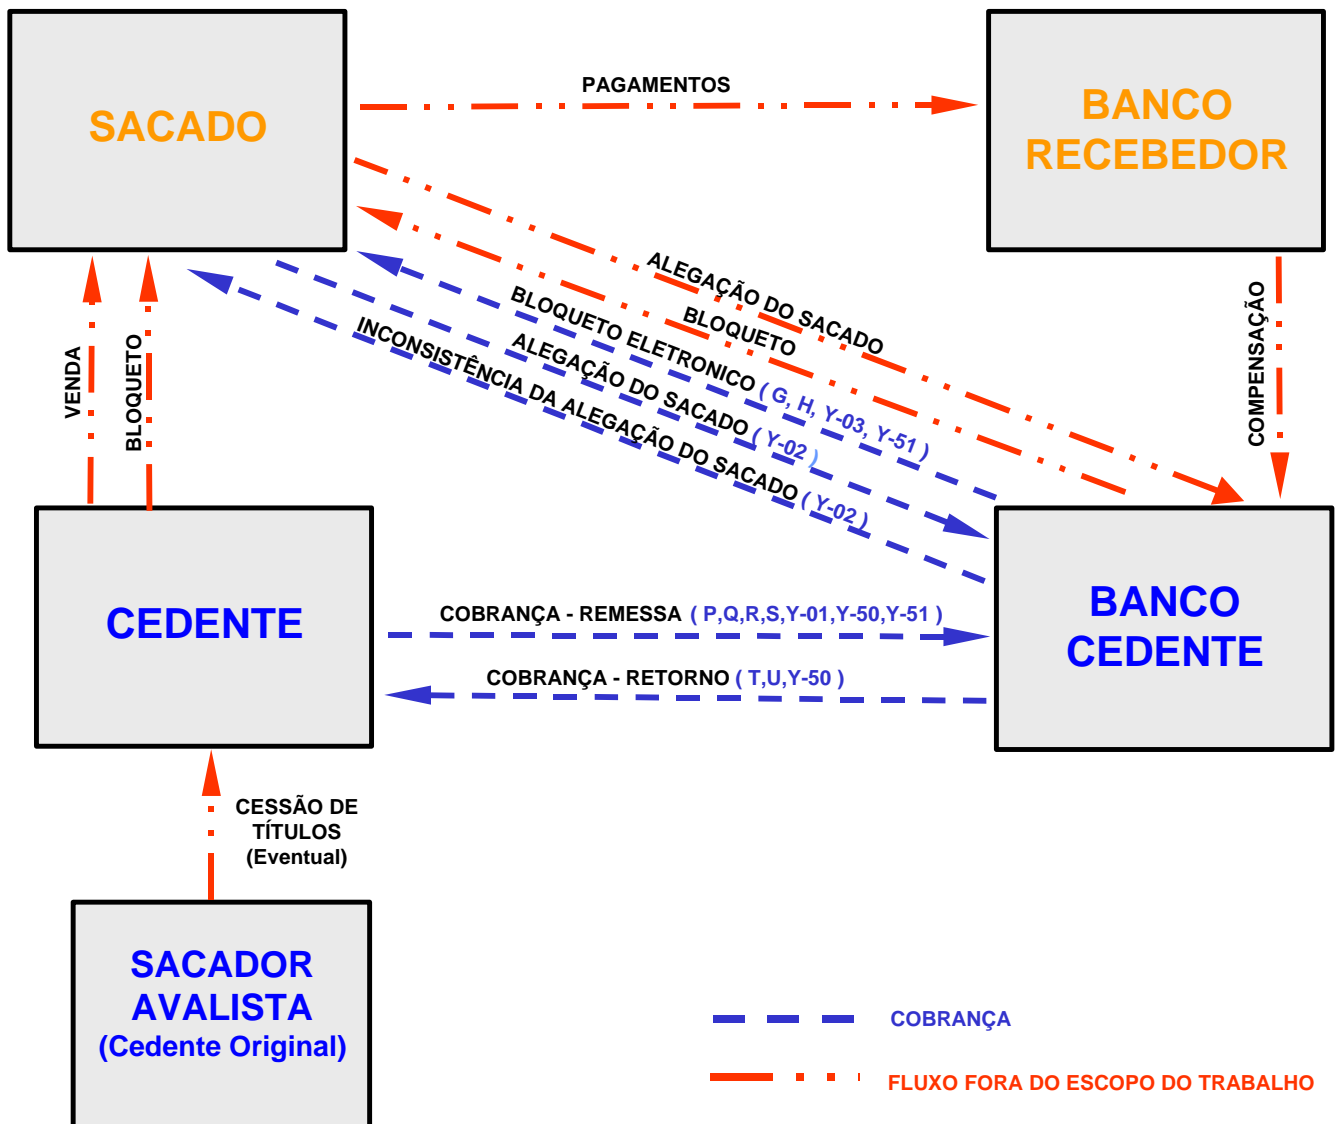 SACADO
PAGAMENTOS
BANCO
RECEBEDOR
ALEGAÇÃO DO SACADO
BLOQUETO
BLOQUETO ELETRONICO ( G, H, Y-03, Y-51 )
ALEGAÇÃO DO SACADO ( Y-02 )
INCONSISTÊNCIA DA ALEGAÇÃO DO SACADO ( Y-02 )
VENDA
BLOQUETO
COMPENSAÇÃO
CEDENTE
COBRANÇA - REMESSA ( P,Q,R,S,Y-01,Y-50,Y-51 )
COBRANÇA - RETORNO ( T,U,Y-50 )
BANCO
CEDENTE
CESSÃO DE
TÍTULOS
(Eventual)
SACADOR
AVALISTA
(Cedente Original)
COBRANÇA
FLUXO FORA DO ESCOPO DO TRABALHO